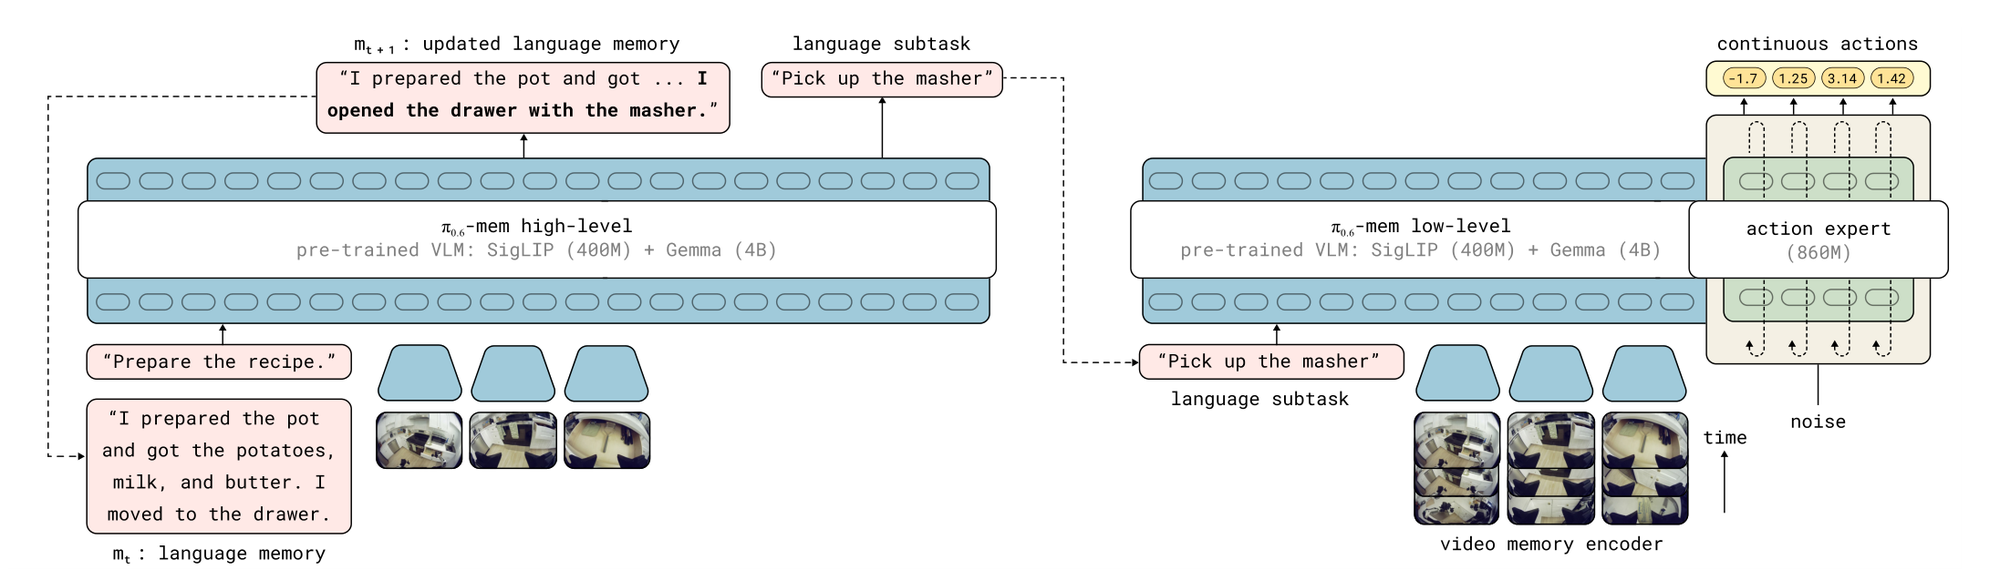 mt+1 : updated language memory
“I prepared the pot and got ... I
opened the drawer with the masher.”
language subtask
“Pick up the masher”
continuous actions
-1.7 1.25 3.14 1.42
π0.6-mem high-level
pre-trained VLM: SigLIP (400M) + Gemma (4B)
“Prepare the recipe.”
“I prepared the pot
and got the potatoes,
milk, and butter. I
moved to the drawer.
mt : language memory
π0.6-mem low-level
pre-trained VLM: SigLIP (400M) + Gemma (4B)
action expert
(860M)
“Pick up the masher”
language subtask
noise
time
video memory encoder